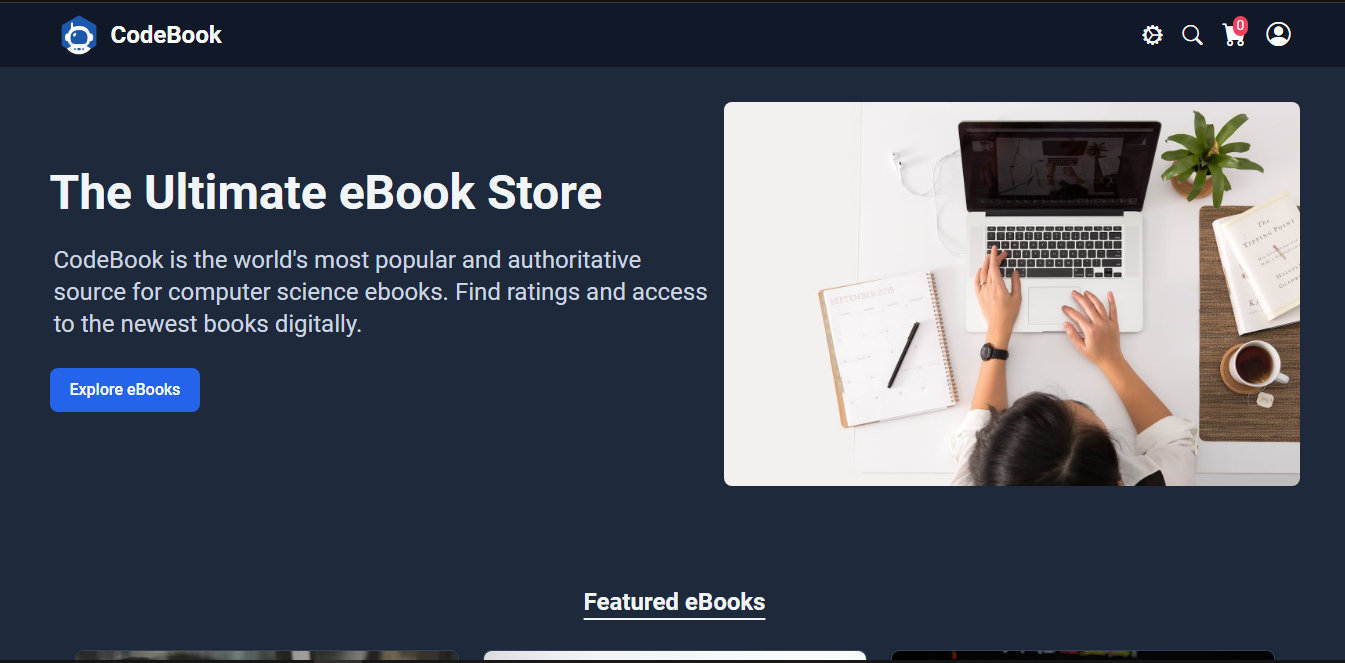 CodeBook
0
The Ultimate eBook Store
CodeBook is the world's most popular and authoritative
source for computer science ebooks. Find ratings and access
to the newest books digitally.
Explore eBooks
SEPTEMBER 2015
The
TIPPING POINT
Featured eBooks